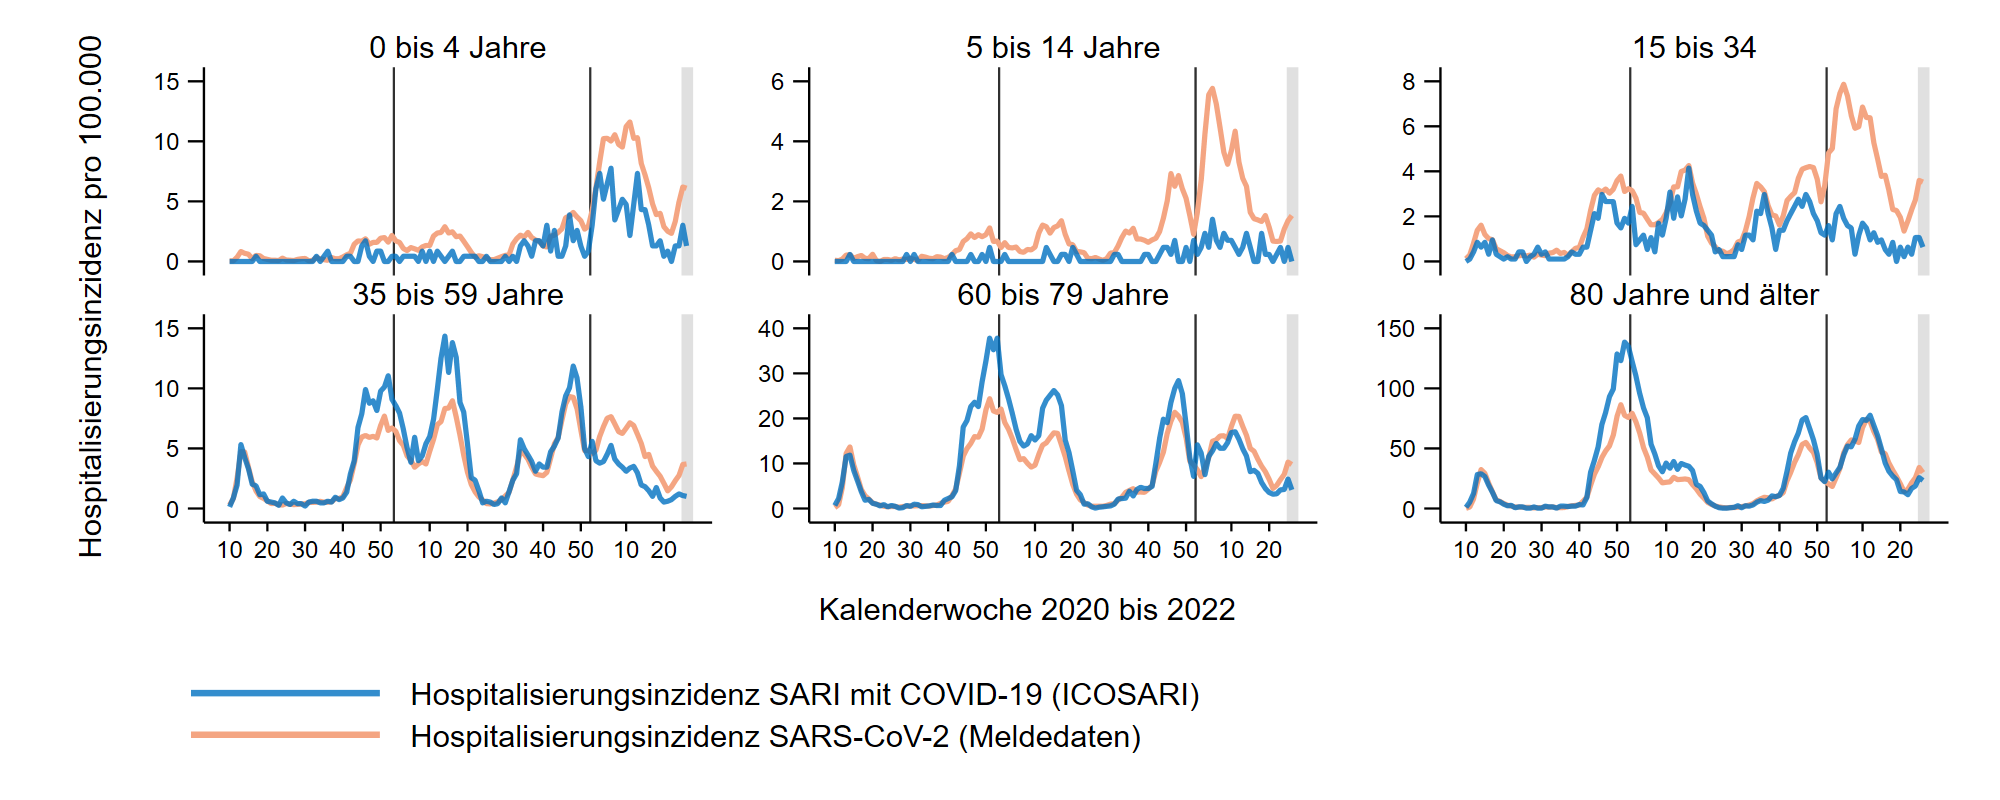 Hospitalisierungsinzidenz pro 100.000
0 bis 4 Jahre
15
10
5
0
5 bis 14 Jahre
6
4
2
0
15 bis 34
8
6
4
2
0
35 bis 59 Jahre
15
10
5
0
10 20 30 40 50 10 20 30 40 50 10 20
60 bis 79 Jahre
40
30
20
10
0
10 20 30 40 50 10 20 30 40 50 10 20
80 Jahre und älter
150
100
50
0
10 20 30 40 50 10 20 30 40 50 10 20
Kalenderwoche 2020 bis 2022
Hospitalisierungsinzidenz SARI mit COVID-19 (ICOSARI)
Hospitalisierungsinzidenz SARS-CoV-2 (Meldedaten)